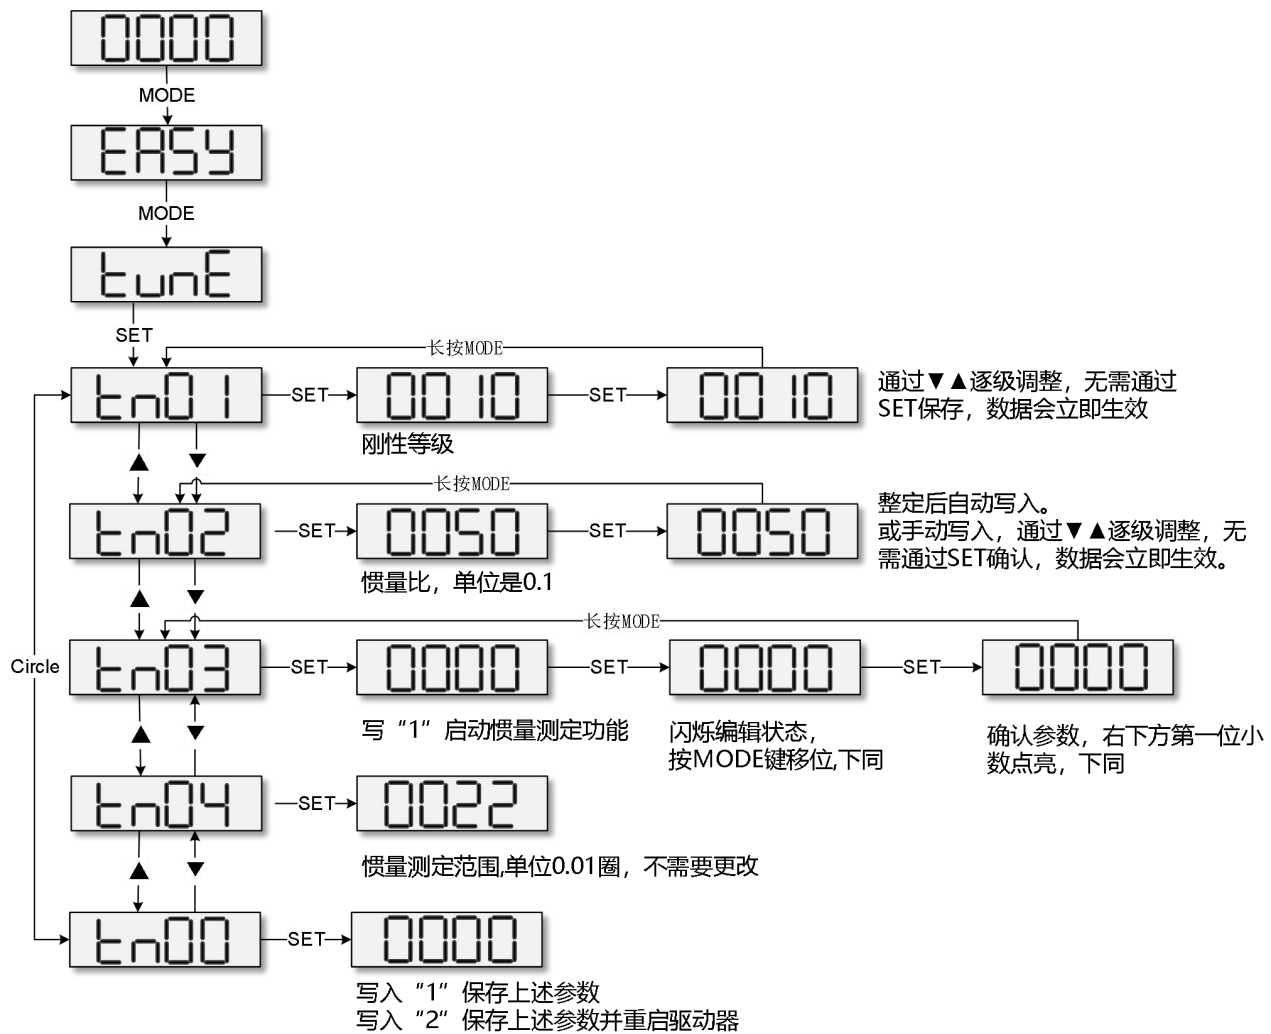 0000
MODE
EASY
MODE
tunE
SET
长按MODE
tn01
SET
0010
SET
0010
通过▼▲逐级调整，无需通过
SET保存，数据会立即生效
刚性等级
▲
▼
长按MODE
tn02
SET
0050
SET
0050
整定后自动写入。
或手动写入，通过▼▲逐级调整，无
需通过SET确认，数据会立即生效。
惯量比，单位是0.1
▲
▼
长按MODE
Circle
tn03
SET
0000
SET
0000
SET
0000
写“1”启动惯量测定功能
闪烁编辑状态，
按MODE键移位,下同
确认参数，右下方第一位小
数点亮，下同
▲
▼
tn04
SET
0022
惯量测定范围,单位0.01圈，不需要更改
▲
▼
tn00
SET
0000
写入“1”保存上述参数
写入“2”保存上述参数并重启驱动器